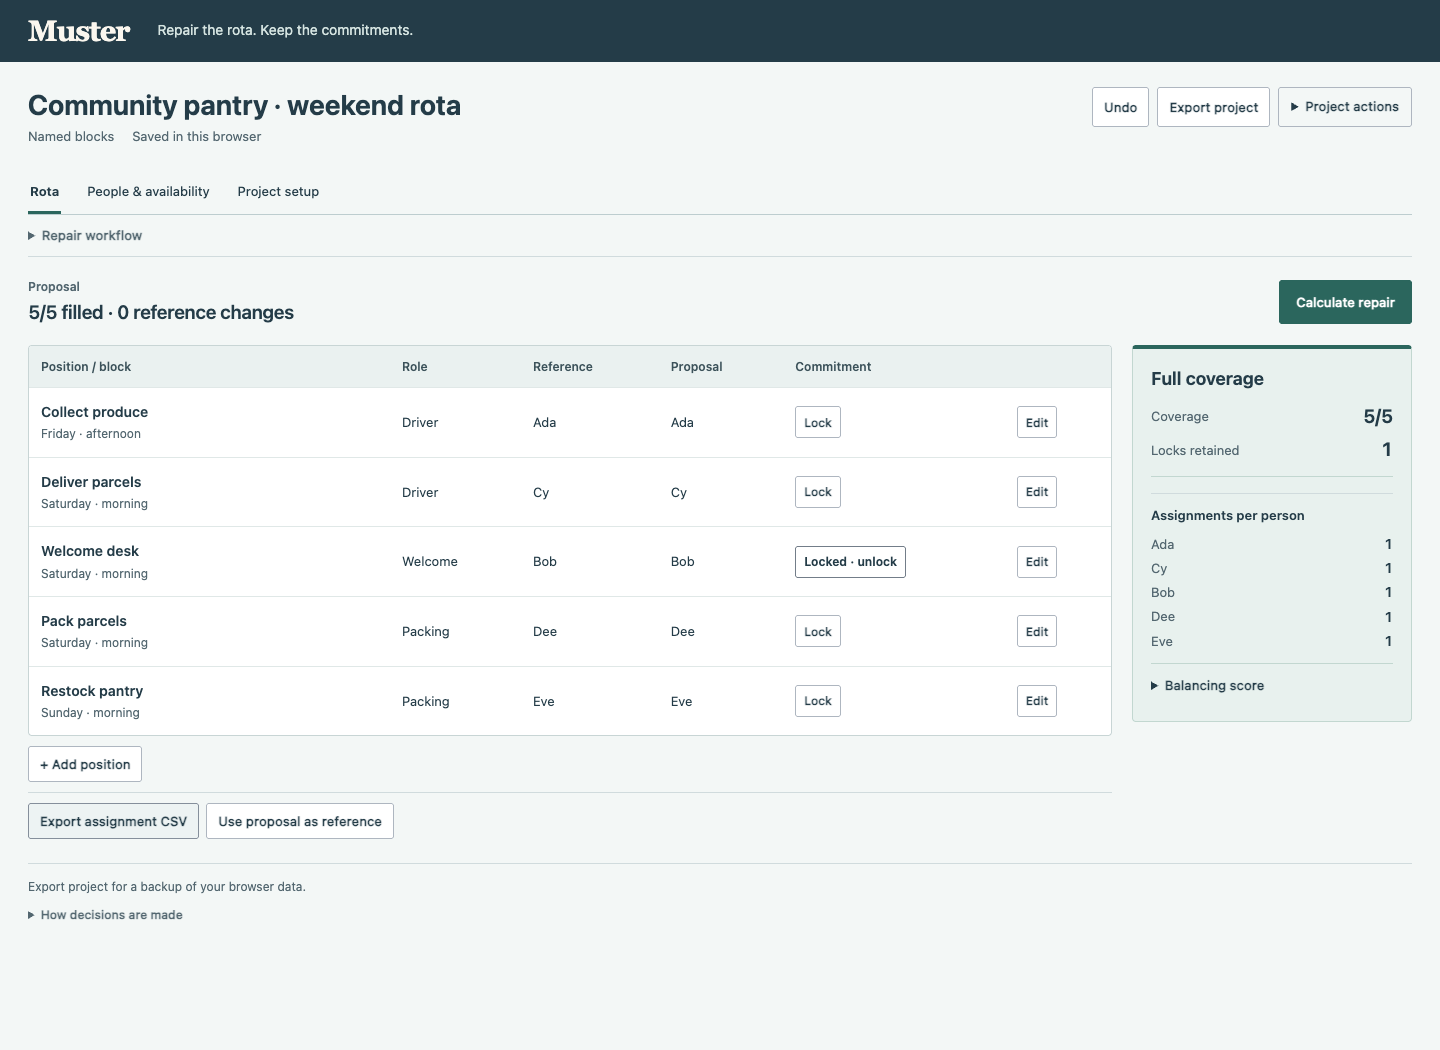 Muster
Repair the rota. Keep the commitments.
Community pantry · weekend rota
Named blocks Saved in this browser
Undo
Export project
▶ Project actions
Rota
People & availability
Project setup
▶ Repair workflow
Proposal
5/5 filled · 0 reference changes
Calculate repair
Position / block Role Reference Proposal Commitment
Collect produce
Friday · afternoon
Driver Ada Ada Lock Edit
Deliver parcels
Saturday · morning
Driver Cy Cy Lock Edit
Welcome desk
Saturday · morning
Welcome Bob Bob Locked · unlock Edit
Pack parcels
Saturday · morning
Packing Dee Dee Lock Edit
Restock pantry
Sunday · morning
Packing Eve Eve Lock Edit
+ Add position
Export assignment CSV
Use proposal as reference
Full coverage
Coverage 5/5
Locks retained 1
Assignments per person
Ada 1
Cy 1
Bob 1
Dee 1
Eve 1
▶ Balancing score
Export project for a backup of your browser data.
▶ How decisions are made